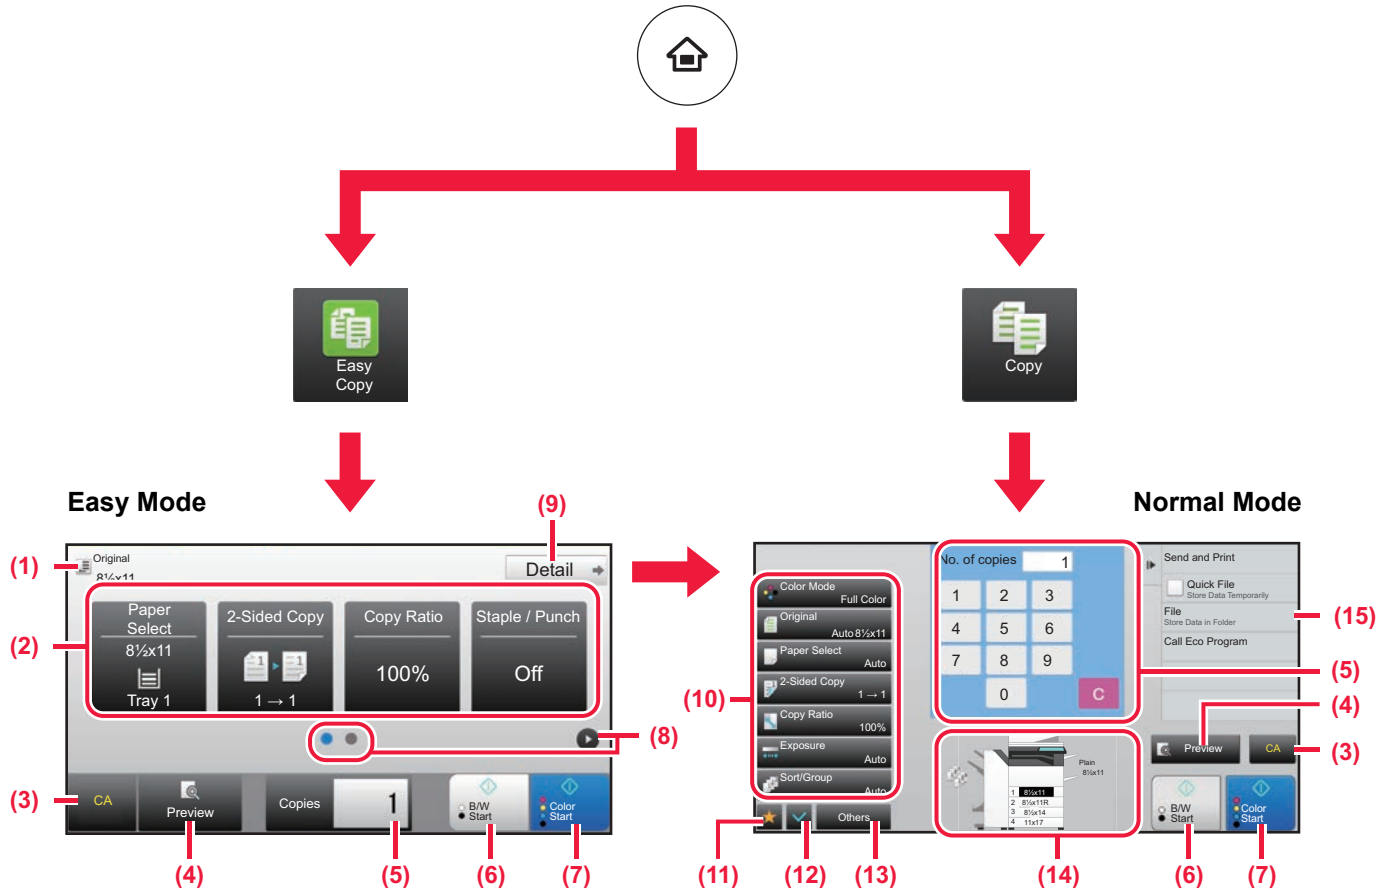 Easy
Copy
Copy
Easy Mode
Normal Mode
(9)
(1)
Original
8½x11
Detail
(2)
Paper
Select
8½x11
Tray 1
2-Sided Copy
1
1
1 → 1
Copy Ratio
100%
Staple / Punch
Off
(8)
(3)
CA
Preview
Copies
1
B/W
Start
Color
Start
(4)
(5)
(6)
(7)
(10)
Color Mode
Full Color
Original
Auto 8½x11
Paper Select
Auto
2-Sided Copy
1 → 1
Copy Ratio
100%
Exposure
Auto
Sort/Group
Auto
Others
No. of copies
1
1 2 3
4 5 6
7 8 9
0
C
Plain
8½x11
1 8½x11
2 8½x11R
3 8½x14
4 11x17
Send and Print
Quick File
Store Data Temporarily
File
Store Data in Folder
Call Eco Program
(15)
(5)
(4)
Preview
CA
(3)
B/W
Start
Color
Start
(11)
(12)
(13)
(14)
(6)
(7)